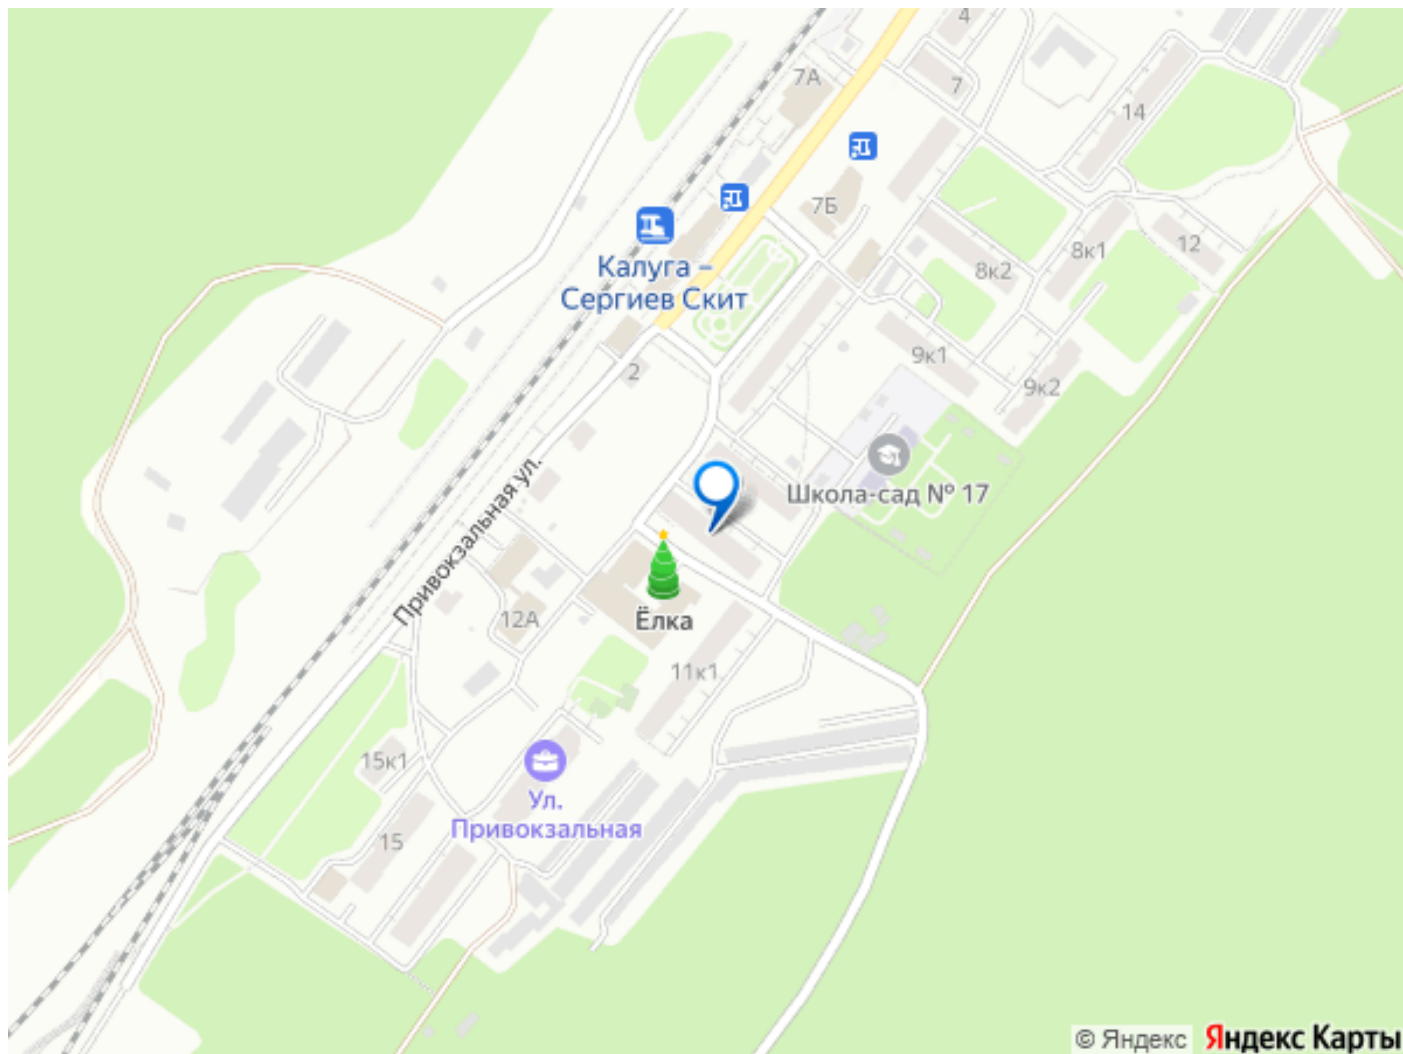 4
7А
7
14
7Б
Калуга –
Сергиев Скит
8к2
8к1
12
2
9к1
9к2
Привокзальная ул.
Школа-сад № 17
12А
Ёлка
11к1
15к1
Ул.
Привокзальная
15
© Яндекс Яндекс Карты